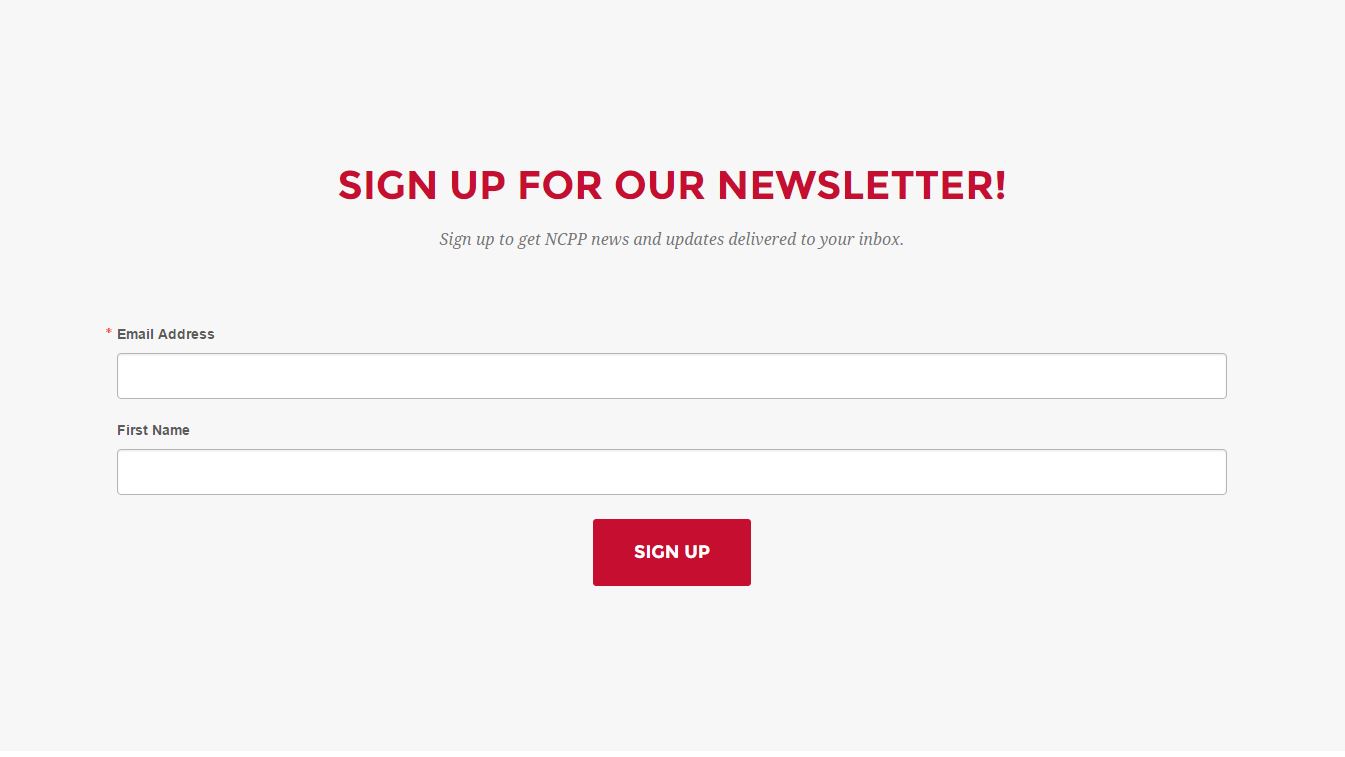 SIGN UP FOR OUR NEWSLETTER!
Sign up to get NCPP news and updates delivered to your inbox.
* Email Address
First Name
SIGN UP